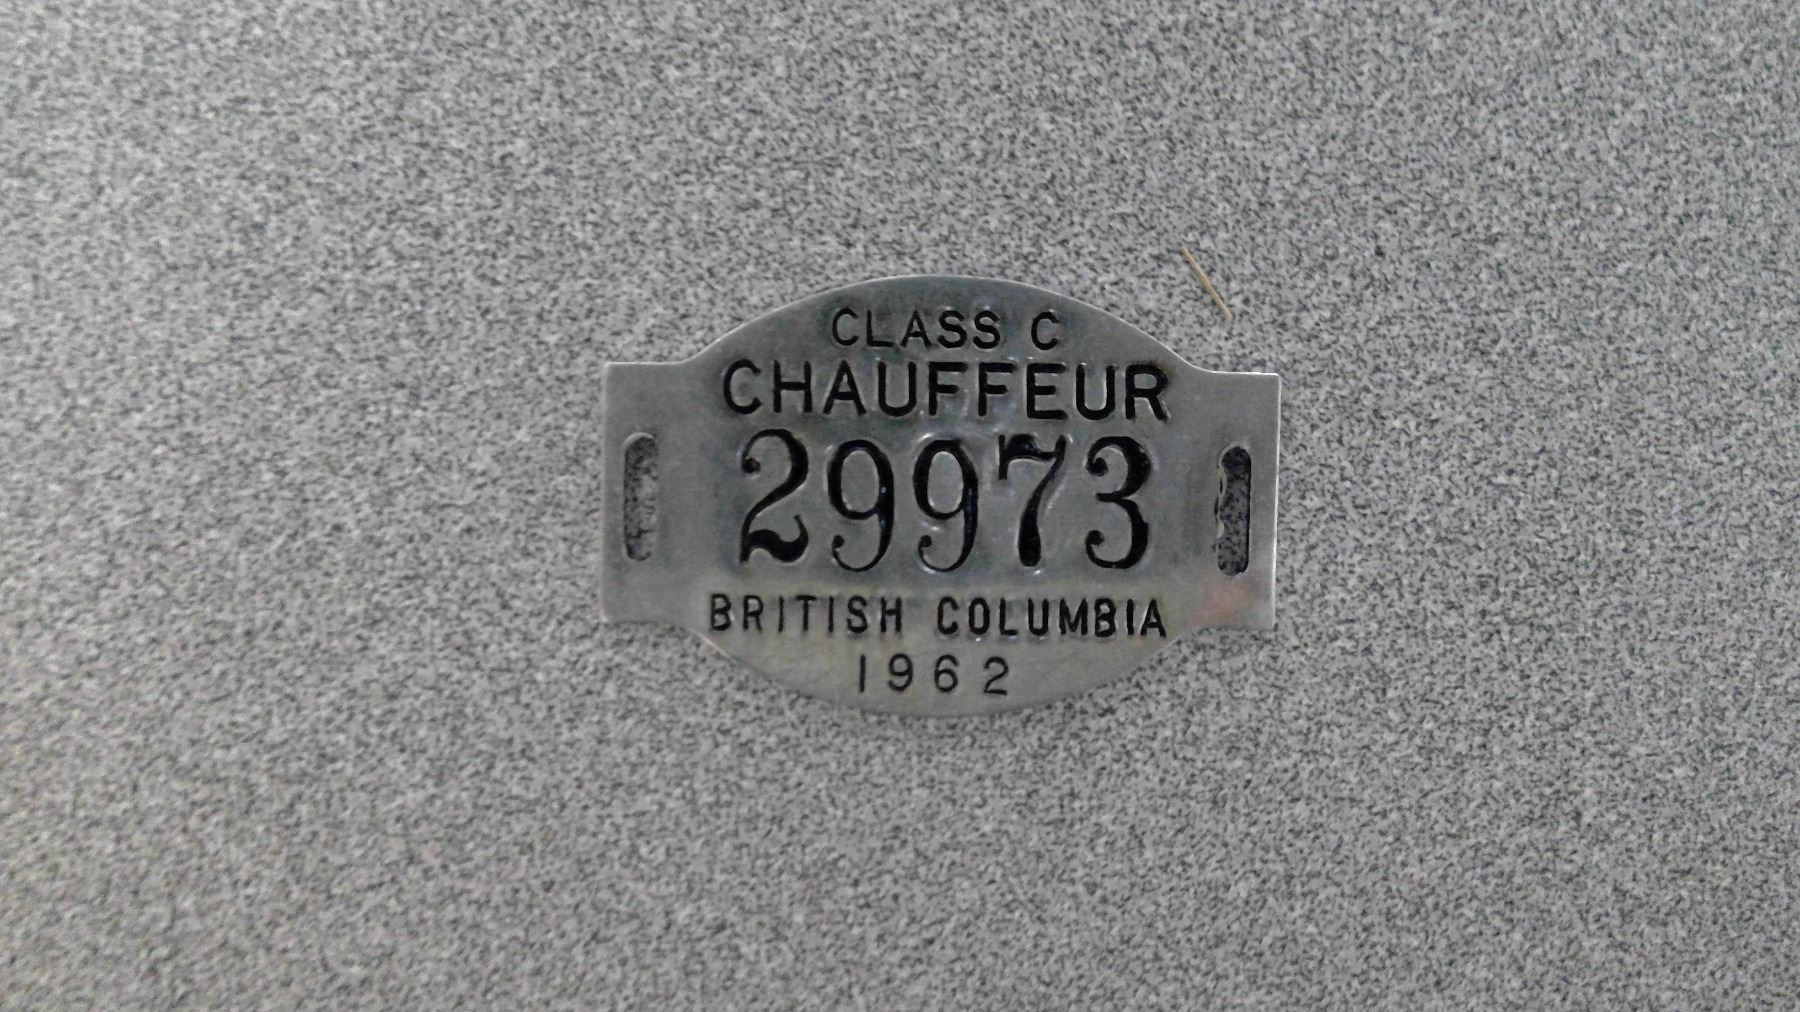 CLASS C
CHAUFFEUR
29973
BRITISH COLUMBIA
1962